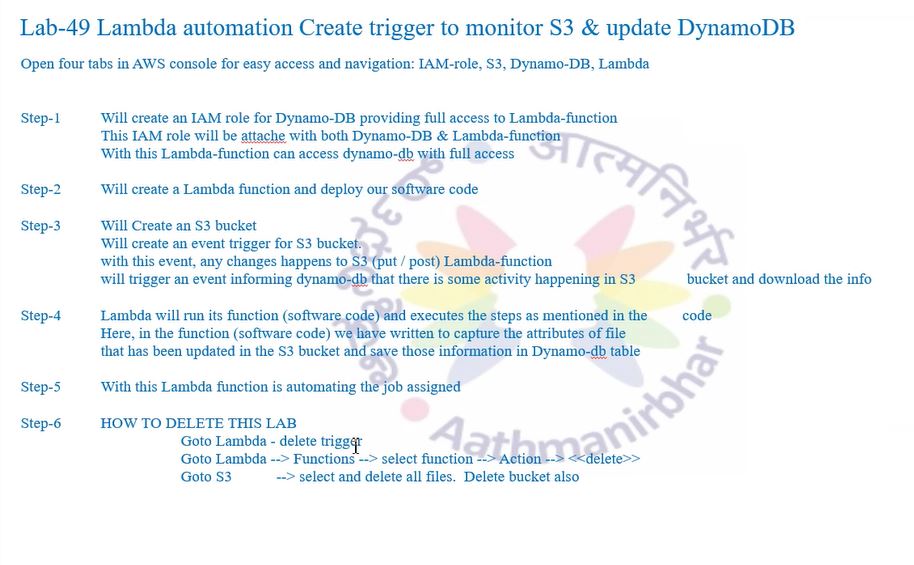 Lab-49 Lambda automation Create trigger to monitor S3 & update DynamoDB
Open four tabs in AWS console for easy access and navigation: IAM-role, S3, Dynamo-DB, Lambda
Step-1 Will create an IAM role for Dynamo-DB providing full access to Lambda-function
This IAM role will be attache with both Dynamo-DB & Lambda-function
With this Lambda-function can access dynamo-db with full access
Step-2 Will create a Lambda function and deploy our software code
Step-3 Will Create an S3 bucket
Will create an event trigger for S3 bucket.
with this event, any changes happens to S3 (put / post) Lambda-function
will trigger an event informing dynamo-db that there is some activity happening in S3 bucket and download the info
Step-4 Lambda will run its function (software code) and executes the steps as mentioned in the code
Here, in the function (software code) we have written to capture the attributes of file
that has been updated in the S3 bucket and save those information in Dynamo-db table
Step-5 With this Lambda function is automating the job assigned
Step-6 HOW TO DELETE THIS LAB
Goto Lambda - delete trigger
Goto Lambda --> Functions --> select function --> Action --> <<delete>>
Goto S3 --> select and delete all files. Delete bucket also
आत्मनिर्भर
Aathmanirbhar